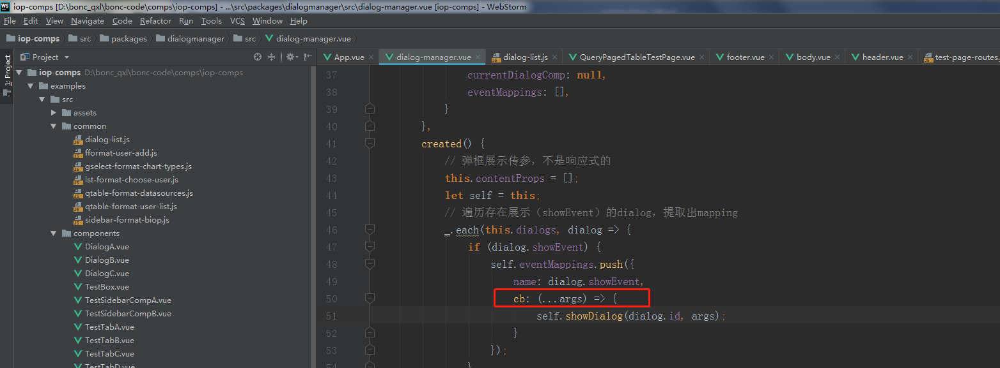 WS iop-comps [D:\bonc_qxl\bonc-code\comps\iop-comps] - ...\src\packages\dialogmanager\src\dialog-manager.vue [iop-comps] - WebStorm
File Edit View Navigate Code Refactor Run Tools VCS Window Help
iop-comps src packages dialogmanager src dialog-manager.vue
1: Project
Project
App.vue dialog-manager.vue dialog-list.js QueryPagedTableTestPage.vue footer.vue body.vue header.vue test-page-routes.
iop-comps D:\bonc_qxl\bonc-code\comps\iop-comps
examples
src
assets
common
JS dialog-list.js
JS fformat-user-add.js
JS gselect-format-chart-types.js
JS lst-format-choose-user.js
JS qtable-format-datasources.js
JS qtable-format-user-list.js
JS sidebar-format-biop.js
components
DialogA.vue
DialogB.vue
DialogC.vue
TestBox.vue
TestSidebarCompA.vue
TestSidebarCompB.vue
TestTabA.vue
TestTabB.vue
TestTabC.vue
TestTabD.vue
37 currentDialogComp: null,
38 eventMappings: [],
39 }
40 },
41 created() {
42 // 弹框展示传参，不是响应式的
43 this.contentProps = [];
44 let self = this;
45 // 遍历存在展示（showEvent）的dialog，提取出mapping
46 _.each(this.dialogs, dialog => {
47 if (dialog.showEvent) {
48 self.eventMappings.push({
49 name: dialog.showEvent,
50 cb: (...args) => {
51 self.showDialog(dialog.id, args);
52 }
53 });
54 }